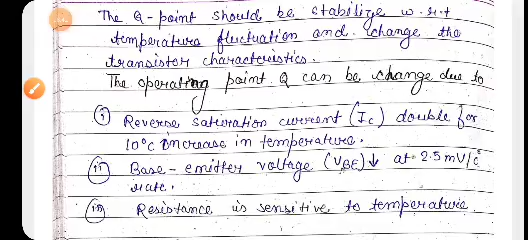 The Q-point should be stabilize w.r.t
temperature fluctuation and change the
transistor characteristics.
The operating point Q can be change due to
(i) Reverse saturation current (Ic) double for
10°c increase in temperature.
(ii) Base-emitter voltage (VBE)↓ at 2.5mV/c°
rate.
(iii) Resistance is sensitive to temperature